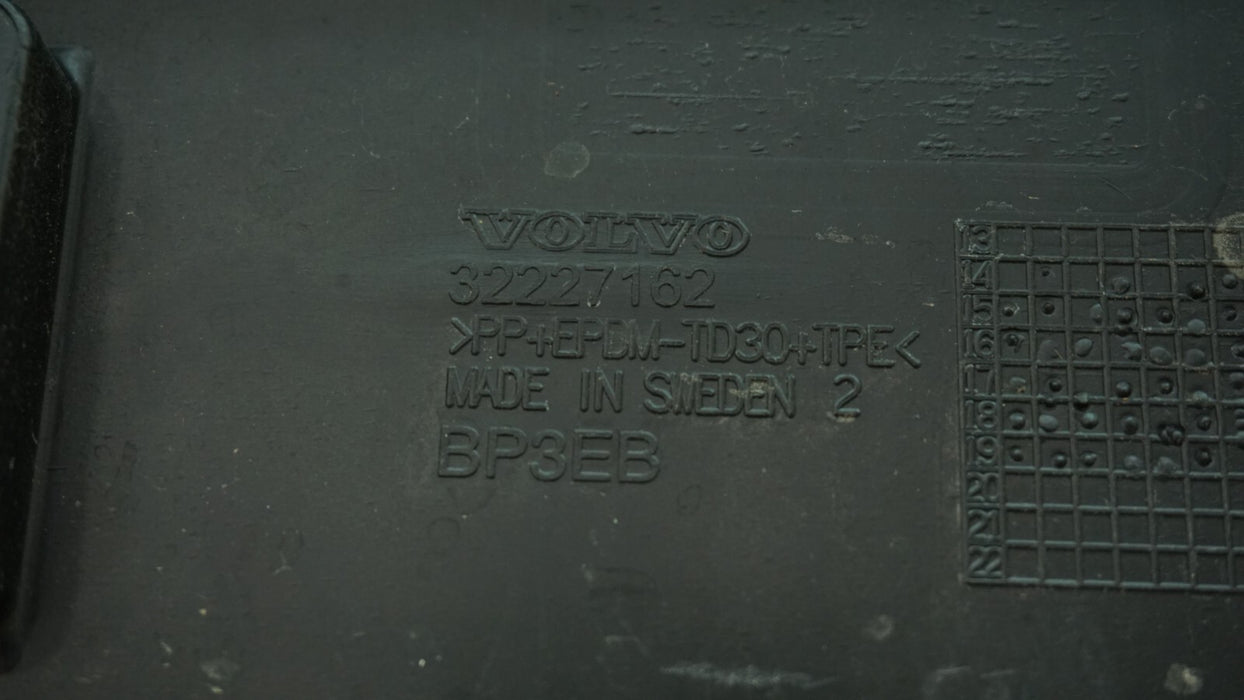 VOLVO
32227162
>PP+EPDM-TD30+TPE<
MADE IN SWEDEN 2
BP3EB
13
14
15
16
17
18
19
20
21
22